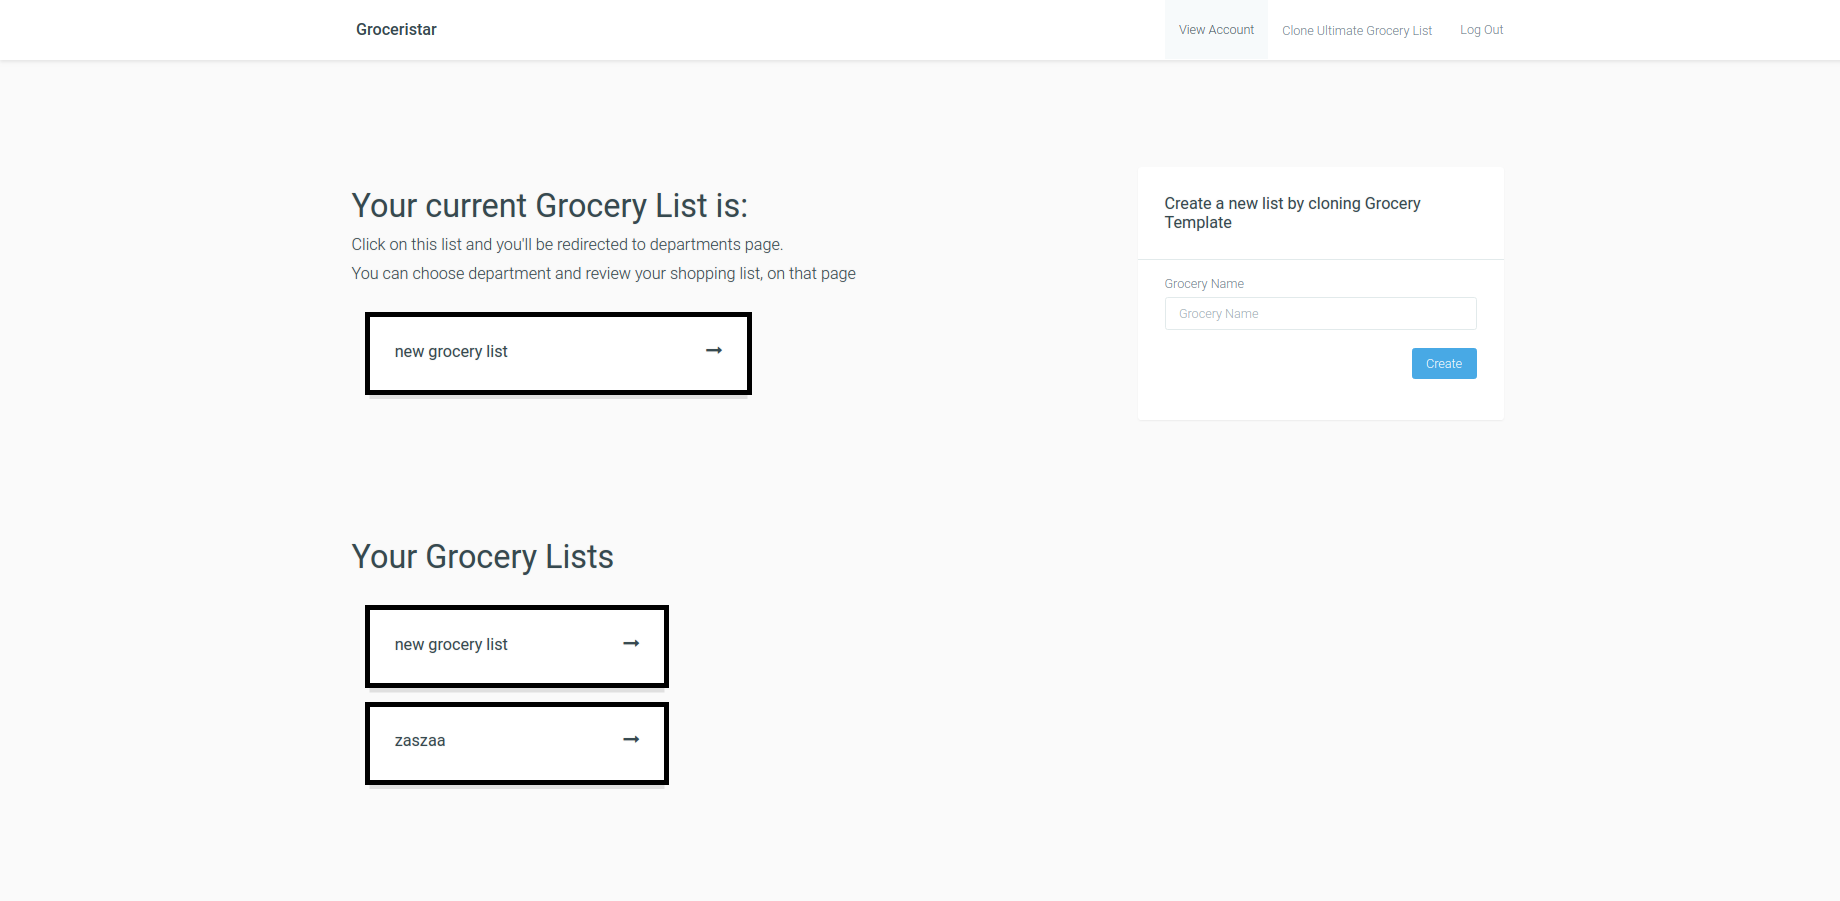 Groceristar
View Account
Clone Ultimate Grocery List
Log Out
Your current Grocery List is:
Click on this list and you'll be redirected to departments page.
You can choose department and review your shopping list, on that page
new grocery list
Create a new list by cloning Grocery
Template
Grocery Name
Grocery Name
Create
Your Grocery Lists
new grocery list
zaszaa